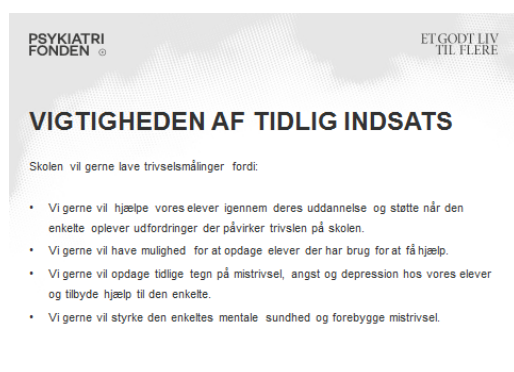 PSYKIATRI
FONDEN
ET GODT LIV
TIL FLERE
VIGTIGHEDEN AF TIDLIG INDSATS
Skolen vil gerne lave trivselsmålinger fordi:
• Vi gerne vil hjælpe vores elever igennem deres uddannelse og støtte når den
enkelte oplever udfordringer der påvirker trivslen på skolen.
• Vi gerne vil have mulighed for at opdage elever der har brug for at få hjælp.
• Vi gerne vil opdage tidlige tegn på mistrivsel, angst og depression hos vores elever
og tilbyde hjælp til den enkelte.
• Vi gerne vil styrke den enkeltes mentale sundhed og forebygge mistrivsel.